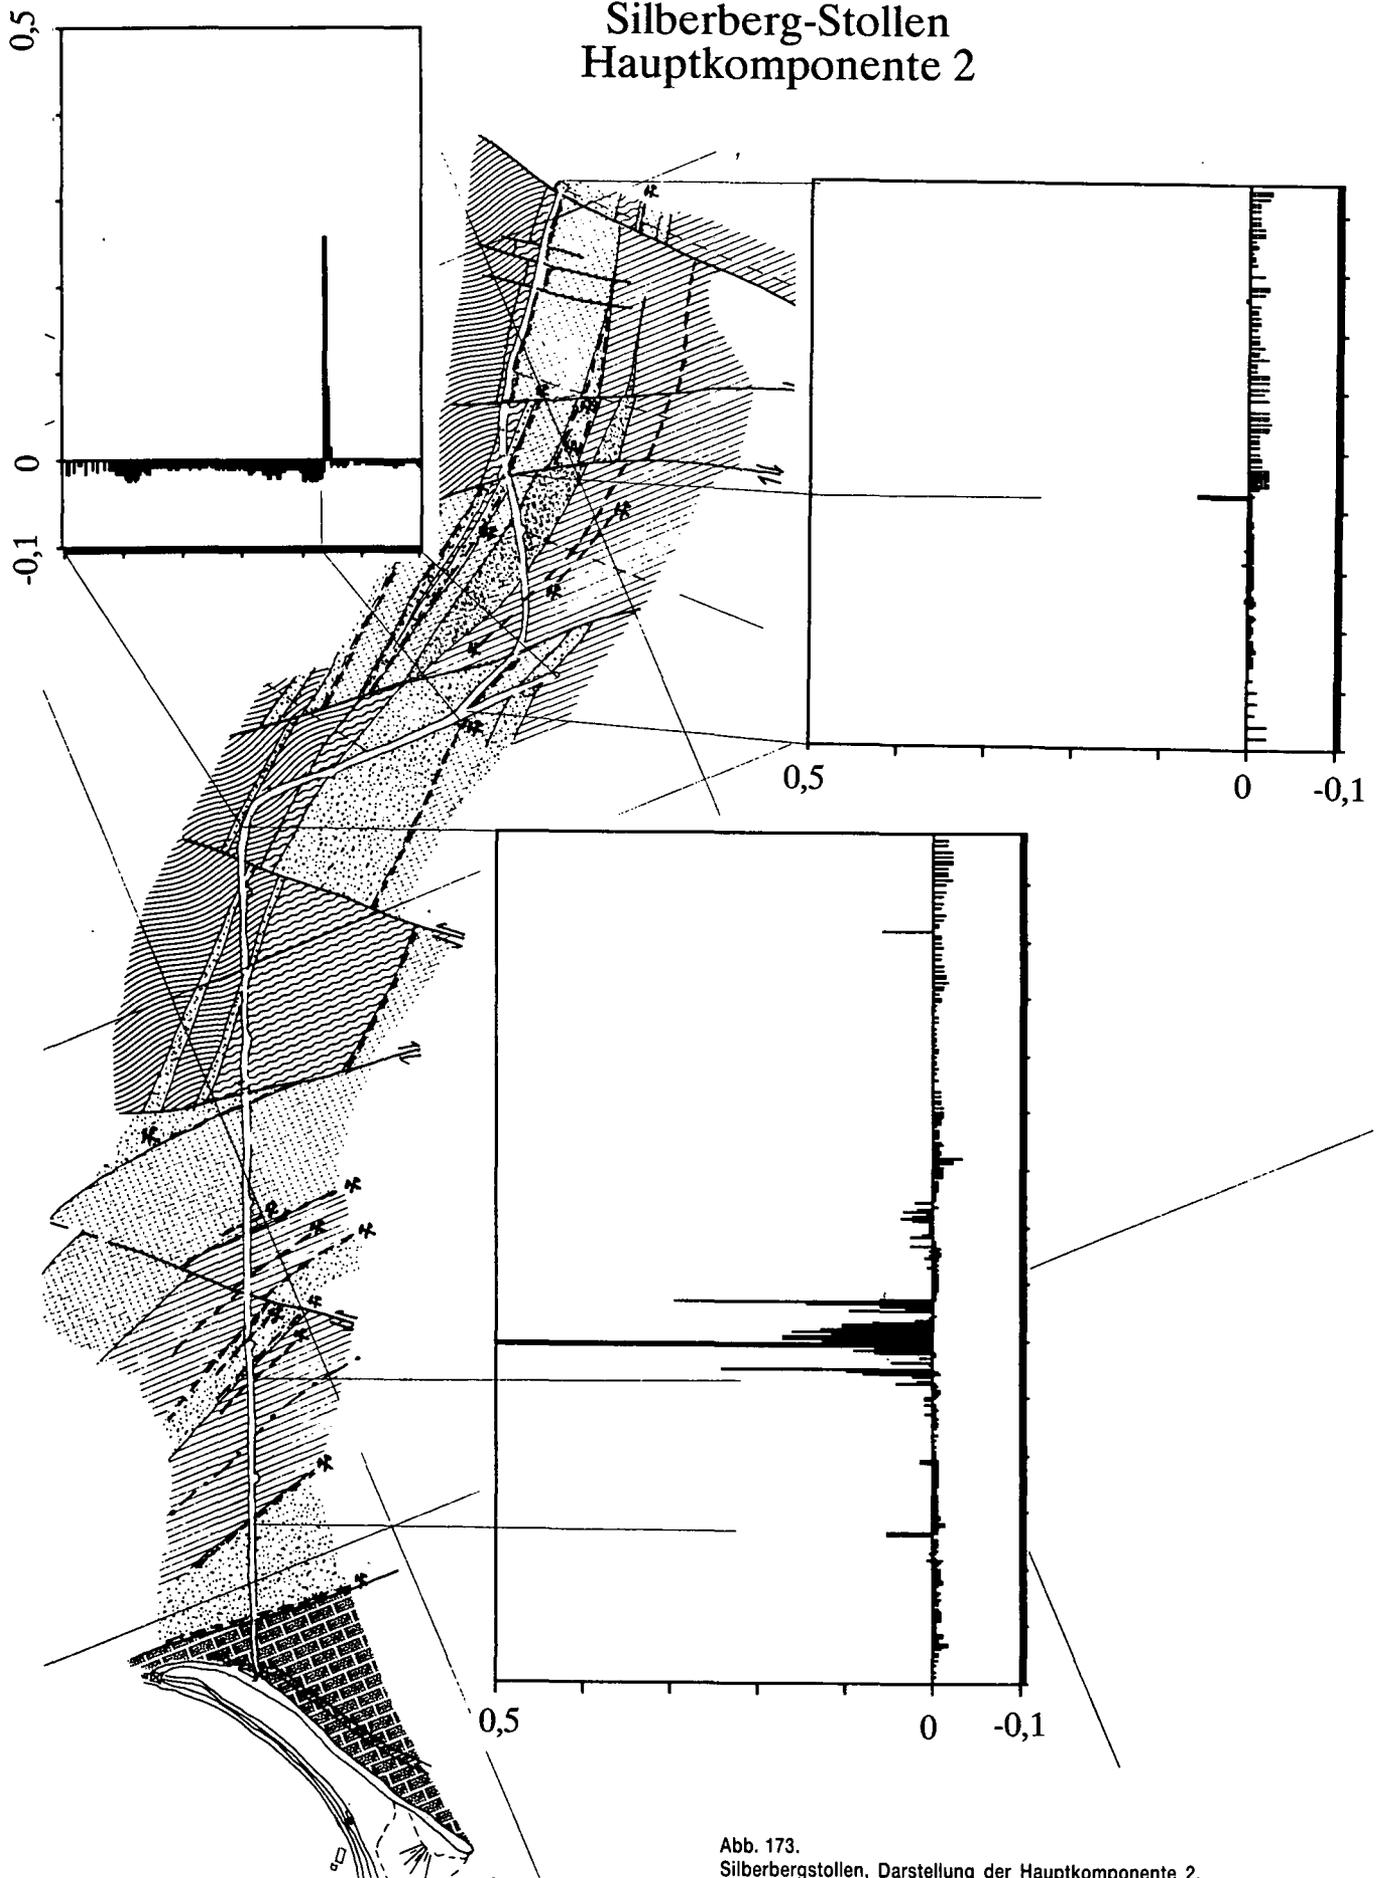 Silberberg-Stollen
Hauptkomponente 2
0,5
0
-0,1
0,5
0
-0,1
0,5
0
-0,1
Abb. 173.
Silberbergstollen, Darstellung der Hauptkomponente 2.